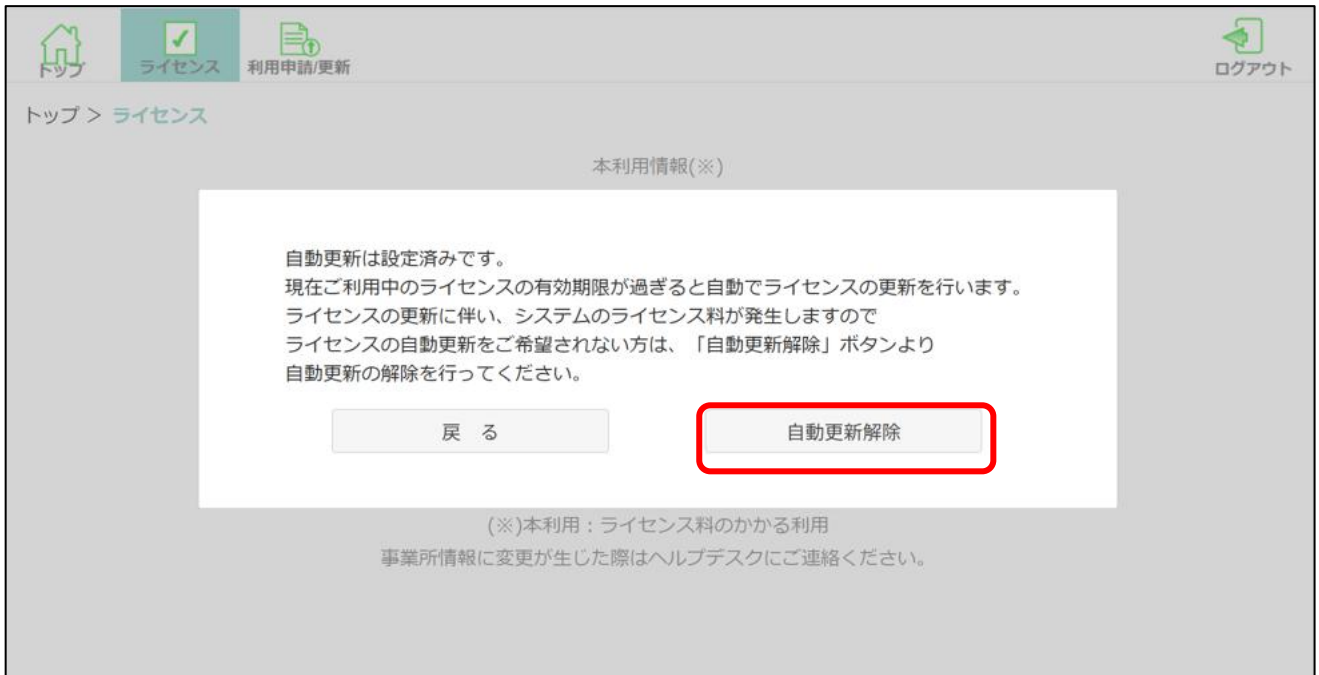 トップ
ライセンス
利用申請/更新
ログアウト
トップ > ライセンス
本利用情報(※)
自動更新は設定済みです。
現在ご利用中のライセンスの有効期限が過ぎると自動でライセンスの更新を行います。
ライセンスの更新に伴い、システムのライセンス料が発生しますので
ライセンスの自動更新をご希望されない方は、「自動更新解除」ボタンより
自動更新の解除を行ってください。
戻　る
自動更新解除
(※)本利用：ライセンス料のかかる利用
事業所情報に変更が生じた際はヘルプデスクにご連絡ください。